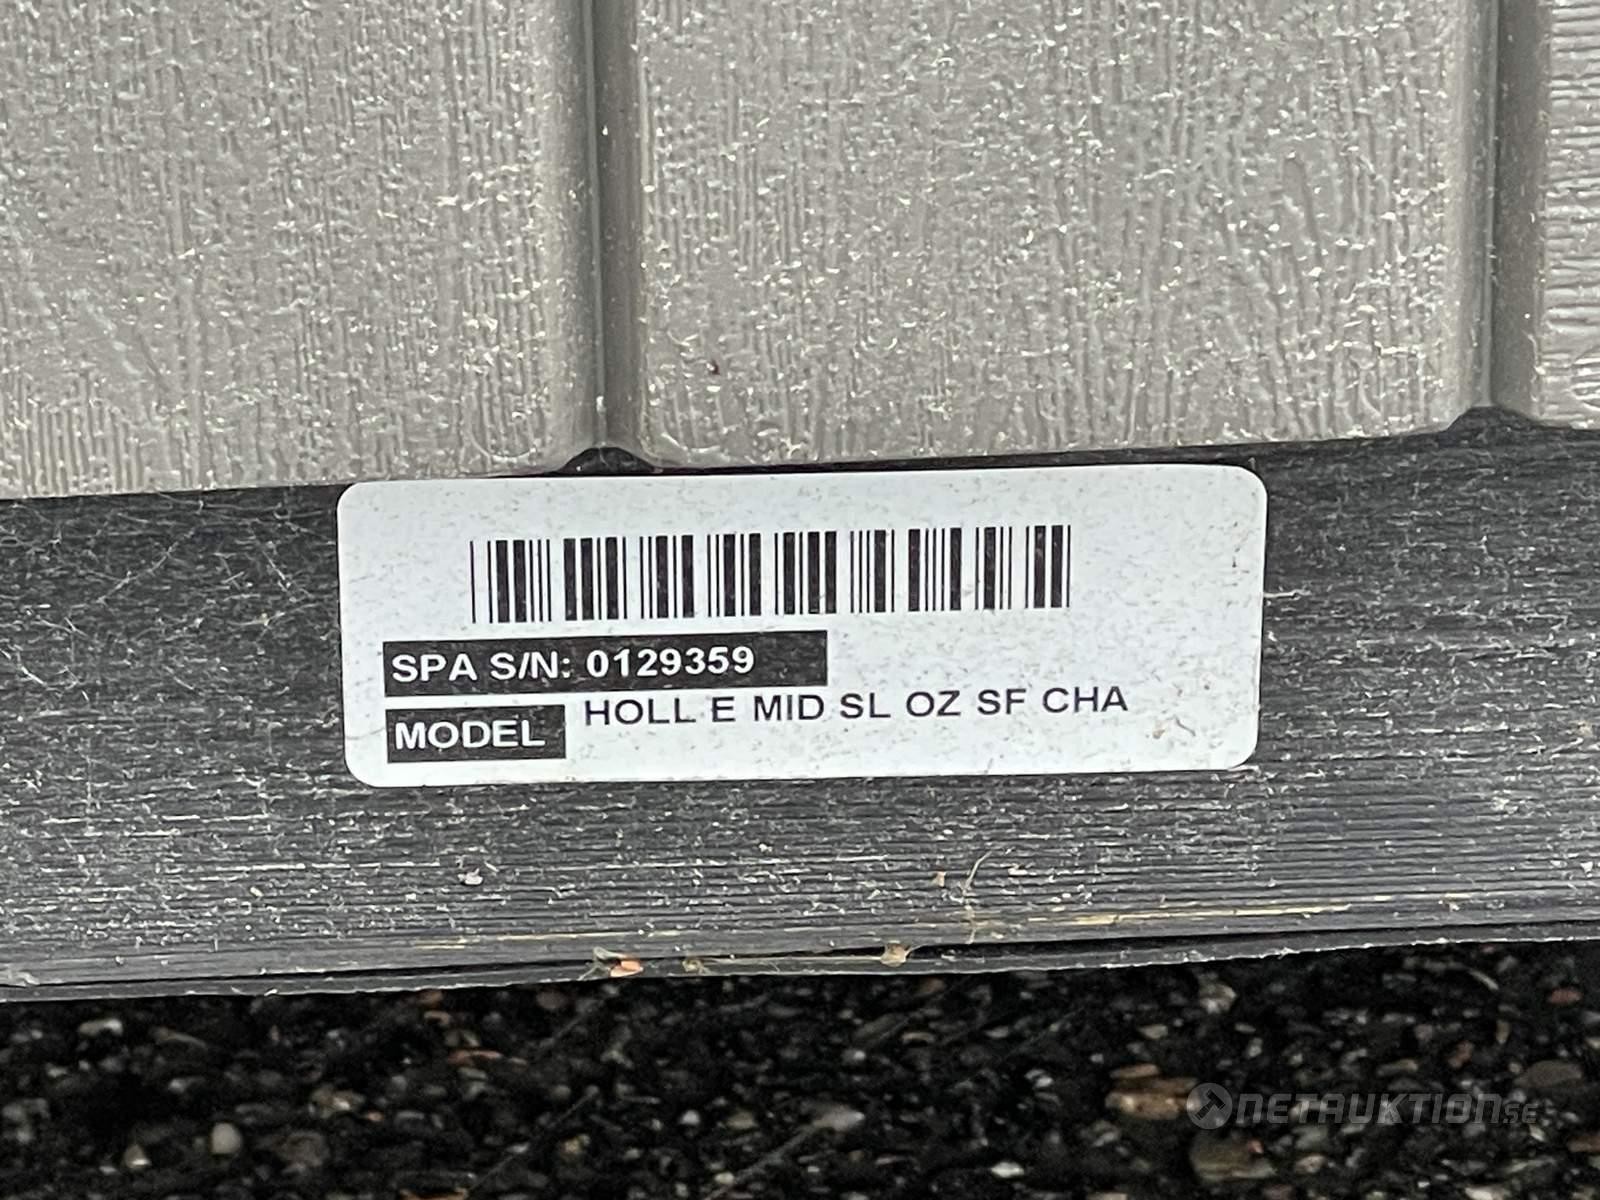 SPA S/N: 0129359
MODEL HOLL E MID SL OZ SF CHA
NETAUKTION.SE